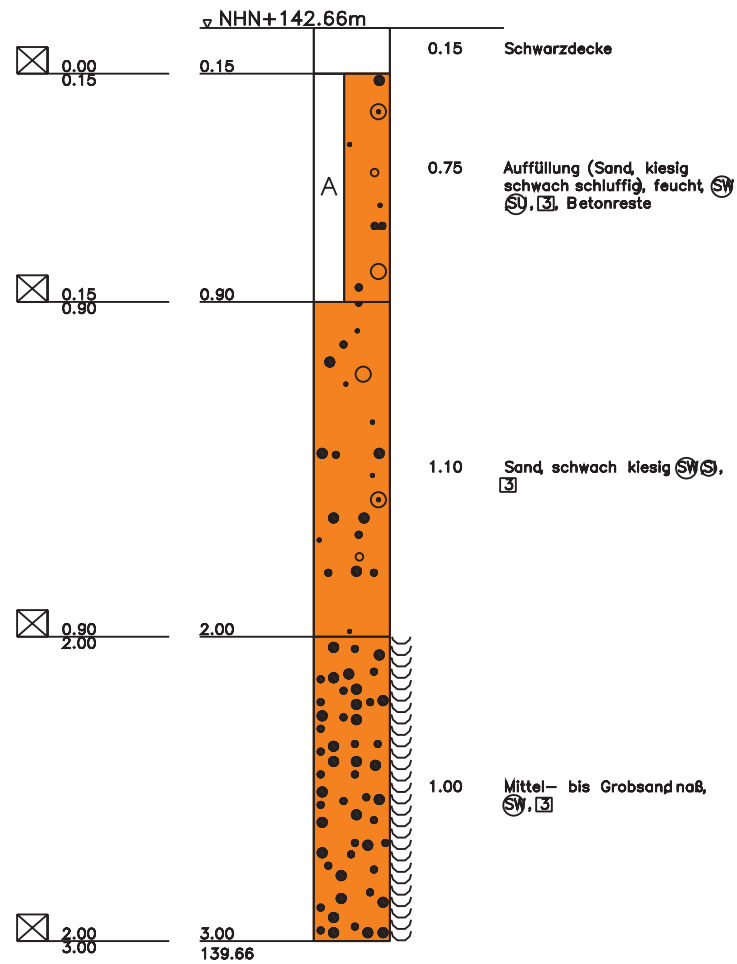 NHN+142.66m
0.15 Schwarzdecke
0.00 0.15
0.15
0.75 Auffüllung (Sand, kiesig
schwach schluffig), feucht, SW
, SU, 3, Betonreste
A
0.15 0.90
0.90
1.10 Sand, schwach kiesig SW, SI,
3
0.90 2.00
2.00
1.00 Mittel- bis Grobsand, naß,
SW, 3
2.00 3.00
3.00 139.66